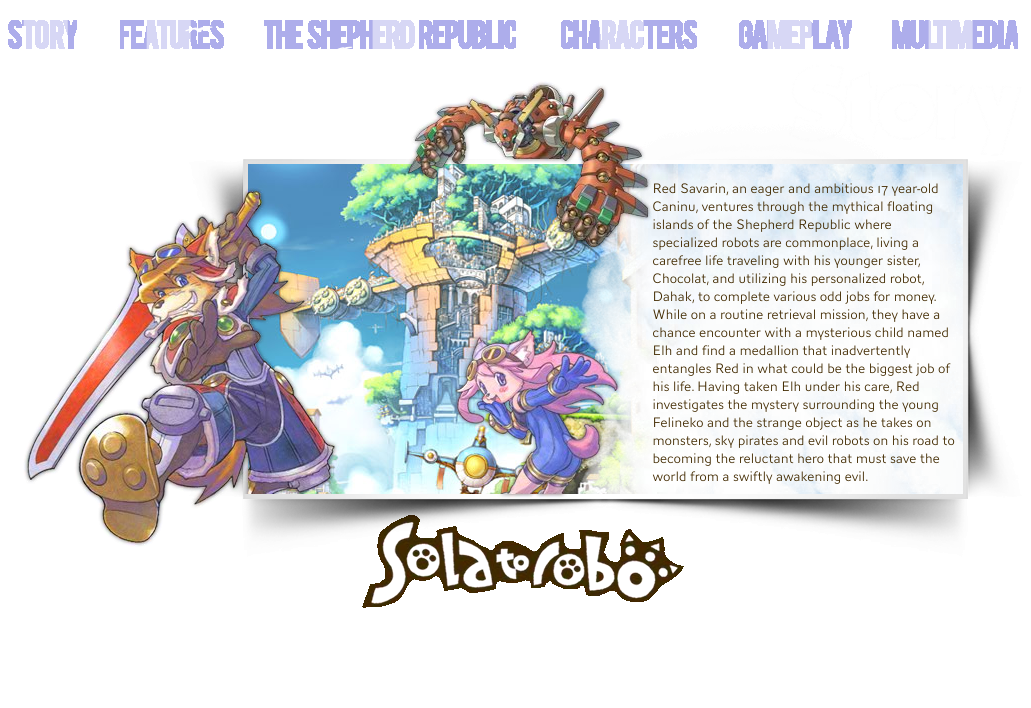 STORY
FEATURES
THE SHEPHERD REPUBLIC
CHARACTERS
GAMEPLAY
MULTIMEDIA
Red Savarin, an eager and ambitious 17 year-old
Caninu, ventures through the mythical floating
islands of the Shepherd Republic where
specialized robots are commonplace, living a
carefree life traveling with his younger sister,
Chocolat, and utilizing his personalized robot,
Dahak, to complete various odd jobs for money.
While on a routine retrieval mission, they have a
chance encounter with a mysterious child named
Elh and find a medallion that inadvertently
entangles Red in what could be the biggest job of
his life. Having taken Elh under his care, Red
investigates the mystery surrounding the young
Felineko and the strange object as he takes on
monsters, sky pirates and evil robots on his road to
becoming the reluctant hero that must save the
world from a swiftly awakening evil.
Solatorobo